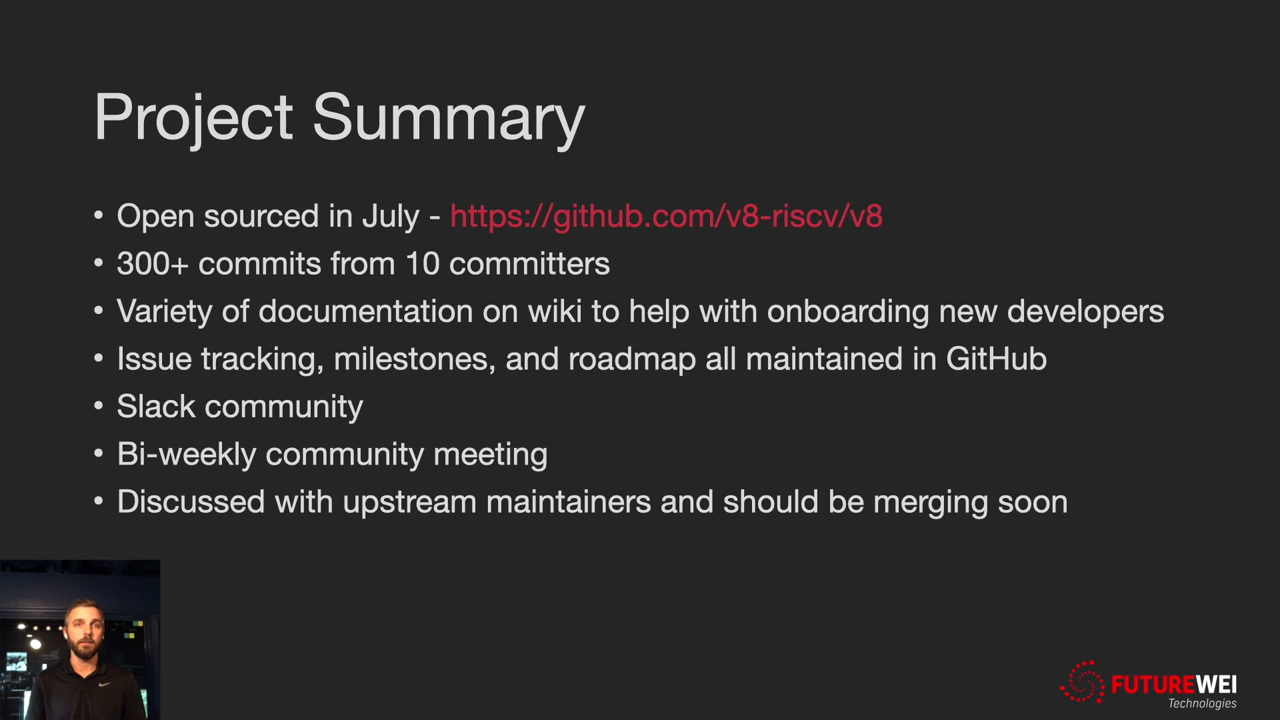 Project Summary
• Open sourced in July - https://github.com/v8-riscv/v8
• 300+ commits from 10 committers
• Variety of documentation on wiki to help with onboarding new developers
• Issue tracking, milestones, and roadmap all maintained in GitHub
• Slack community
• Bi-weekly community meeting
• Discussed with upstream maintainers and should be merging soon
FUTUREWEI
Technologies